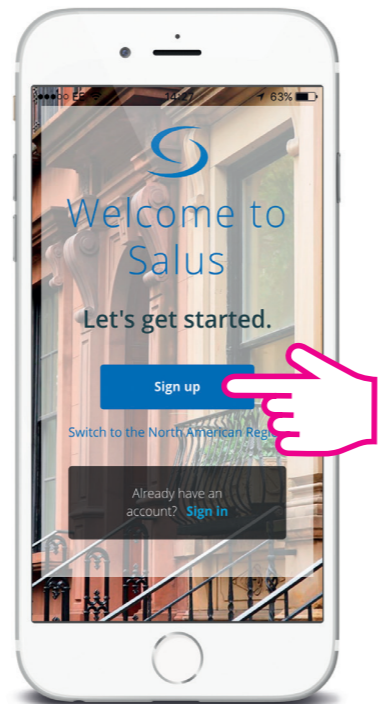 63%
Welcome to
Salus
Let's get started.
Sign up
Switch to the North American
Already have an
account? Sign in